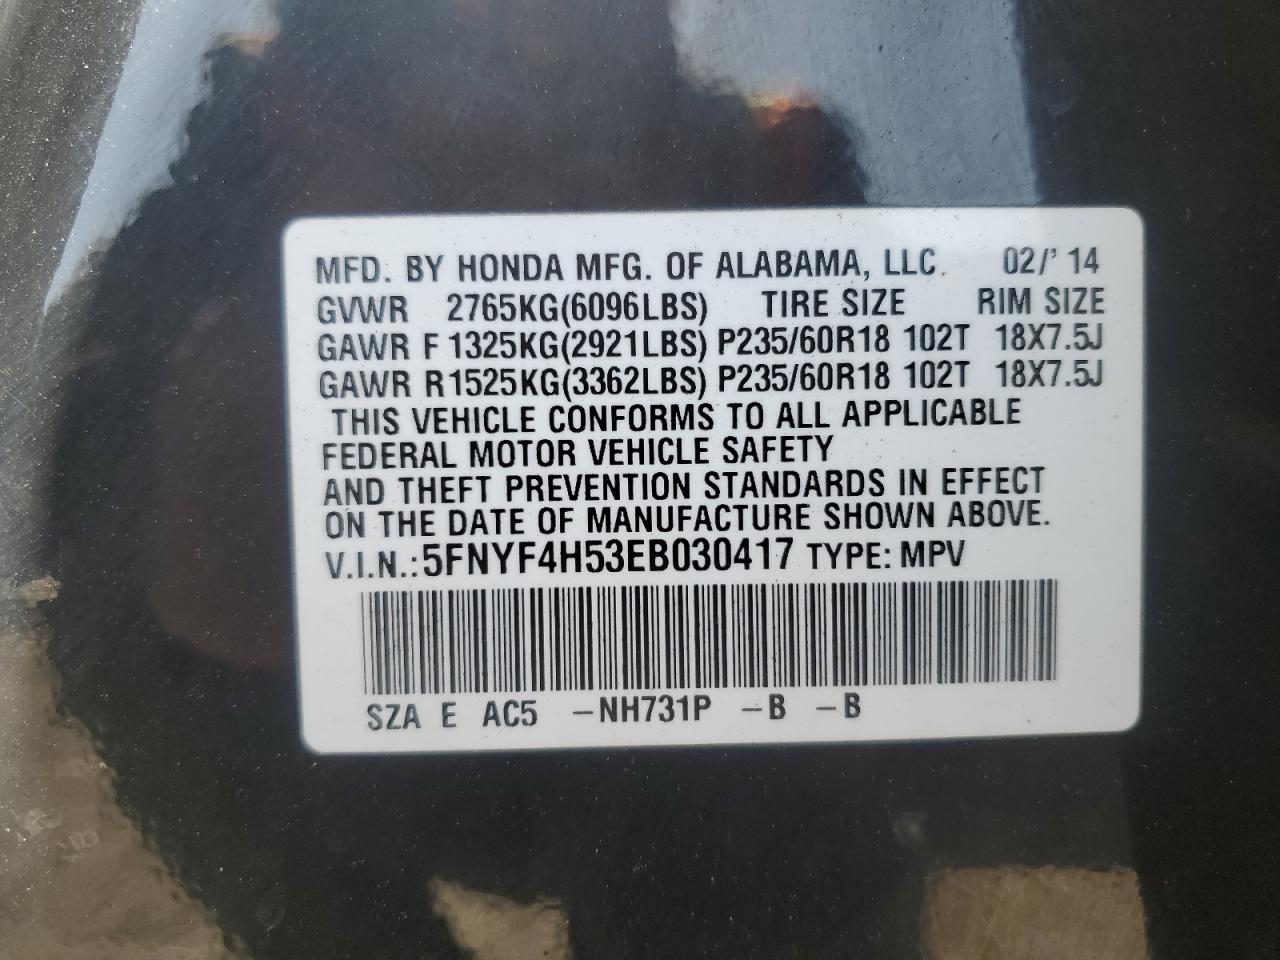 MFD. BY HONDA MFG. OF ALABAMA, LLC. 02/' 14
GVWR 2765KG(6096LBS) TIRE SIZE RIM SIZE
GAWR F 1325KG(2921LBS) P235/60R18 102T 18X7.5J
GAWR R1525KG(3362LBS) P235/60R18 102T 18X7.5J
THIS VEHICLE CONFORMS TO ALL APPLICABLE
FEDERAL MOTOR VEHICLE SAFETY
AND THEFT PREVENTION STANDARDS IN EFFECT
ON THE DATE OF MANUFACTURE SHOWN ABOVE.
V.I.N.:5FNYF4H53EB030417 TYPE: MPV
SZA E AC5 -NH731P -B -B